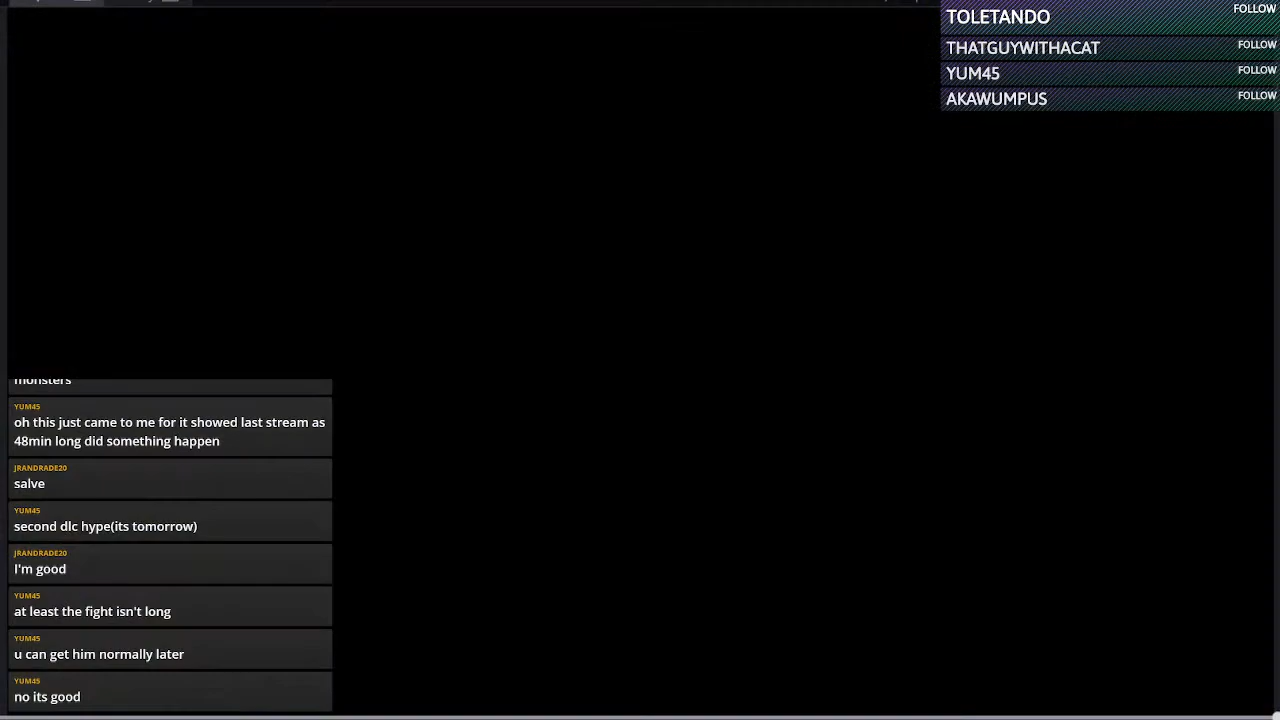 TOLETANDO FOLLOW
THATGUYWITHACAT FOLLOW
YUM45 FOLLOW
AKAWUMPUS FOLLOW
monsters
YUM45
oh this just came to me for it showed last stream as
48min long did something happen
JRANDRADE20
salve
YUM45
second dlc hype(its tomorrow)
JRANDRADE20
I'm good
YUM45
at least the fight isn't long
YUM45
u can get him normally later
YUM45
no its good